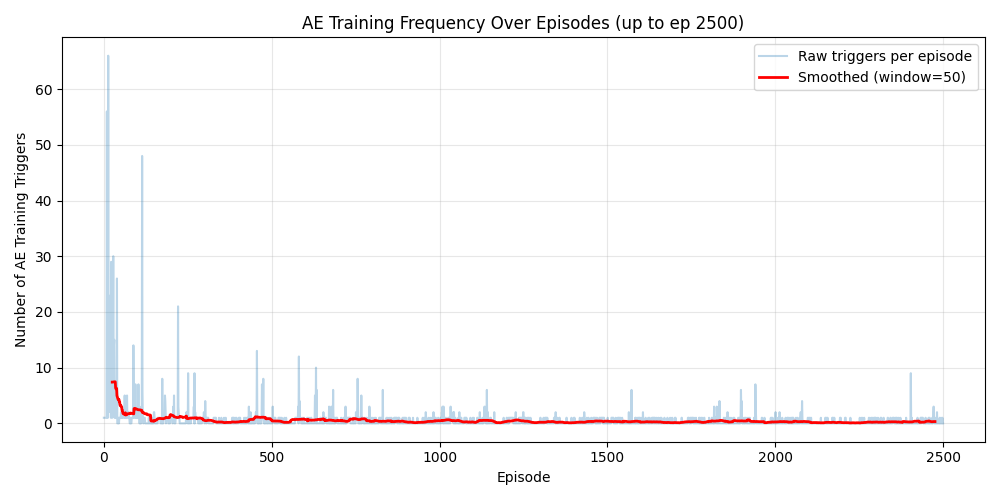 AE Training Frequency Over Episodes (up to ep 2500)
Raw triggers per episode
Smoothed (window=50)
Number of AE Training Triggers
60
50
40
30
20
10
0
0 500 1000 1500 2000 2500
Episode